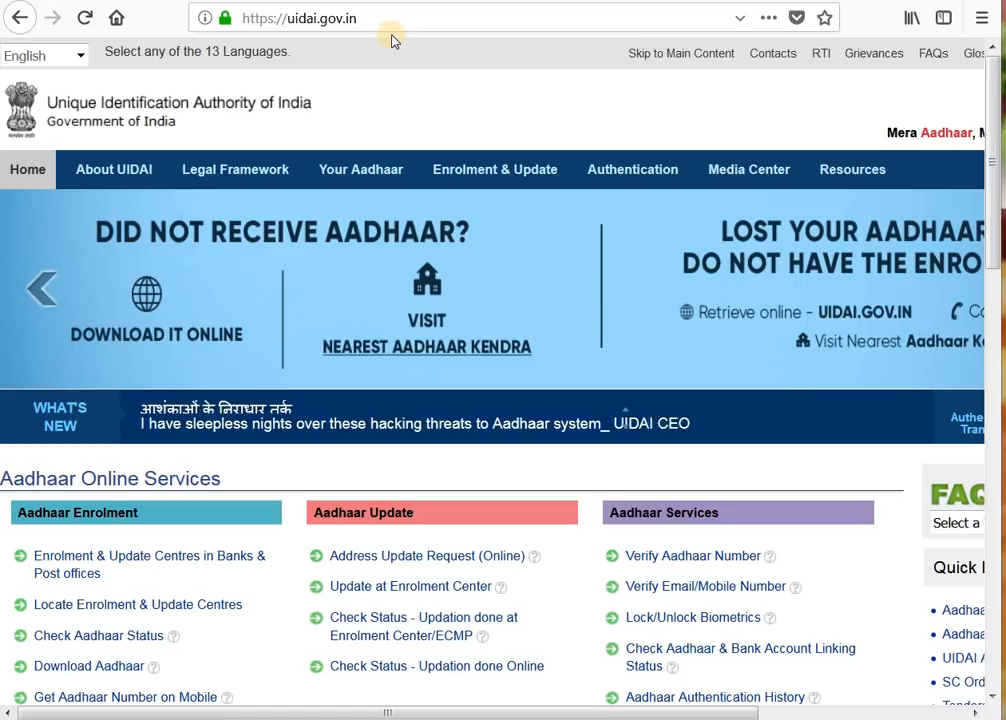 https://uidai.gov.in
English
Select any of the 13 Languages.
Skip to Main Content Contacts RTI Grievances FAQs Glos
Unique Identification Authority of India
Government of India
Mera Aadhaar, M
Home About UIDAI Legal Framework Your Aadhaar Enrolment & Update Authentication Media Center Resources
DID NOT RECEIVE AADHAAR?
DOWNLOAD IT ONLINE
VISIT
NEAREST AADHAAR KENDRA
LOST YOUR AADHAAR
DO NOT HAVE THE ENRO
Retrieve online - UIDAI.GOV.IN Co
Visit Nearest Aadhaar Ke
WHAT'S
NEW
आशंकाओं के निराधार तर्क
I have sleepless nights over these hacking threats to Aadhaar system_ UIDAI CEO
Authe
Tran
Aadhaar Online Services
Aadhaar Enrolment
Enrolment & Update Centres in Banks &
Post offices
Locate Enrolment & Update Centres
Check Aadhaar Status
Download Aadhaar
Get Aadhaar Number on Mobile
Aadhaar Update
Address Update Request (Online)
Update at Enrolment Center
Check Status - Updation done at
Enrolment Center/ECMP
Check Status - Updation done Online
Aadhaar Services
Verify Aadhaar Number
Verify Email/Mobile Number
Lock/Unlock Biometrics
Check Aadhaar & Bank Account Linking
Status
Aadhaar Authentication History
FAQ
Select a
Quick
Aadhaa
Aadhaa
UIDAI A
SC Ord